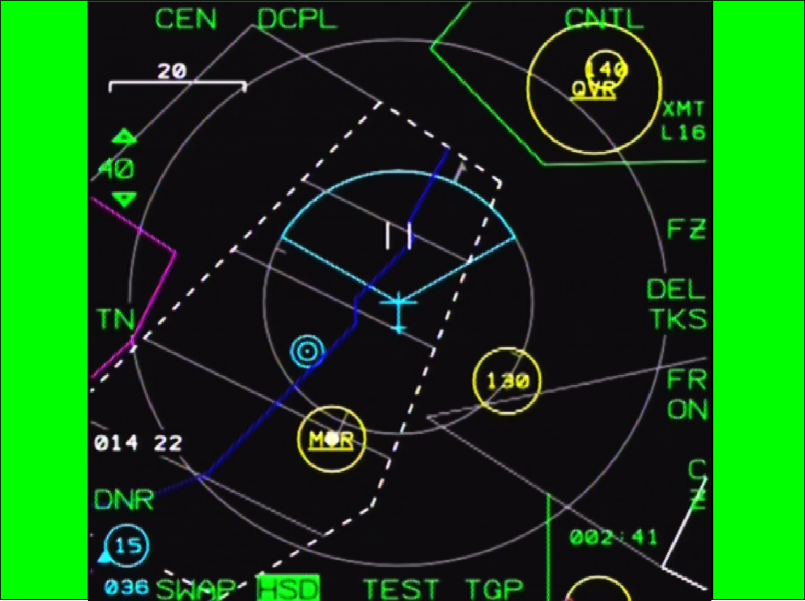 CEN DCPL CNTL
20
140
QVR
XMT
L16
40
FZ
DEL
TKS
TN
130
FR
ON
014 22
C
Z
DNR
002:41
15
036 SWAP HSD TEST TGP